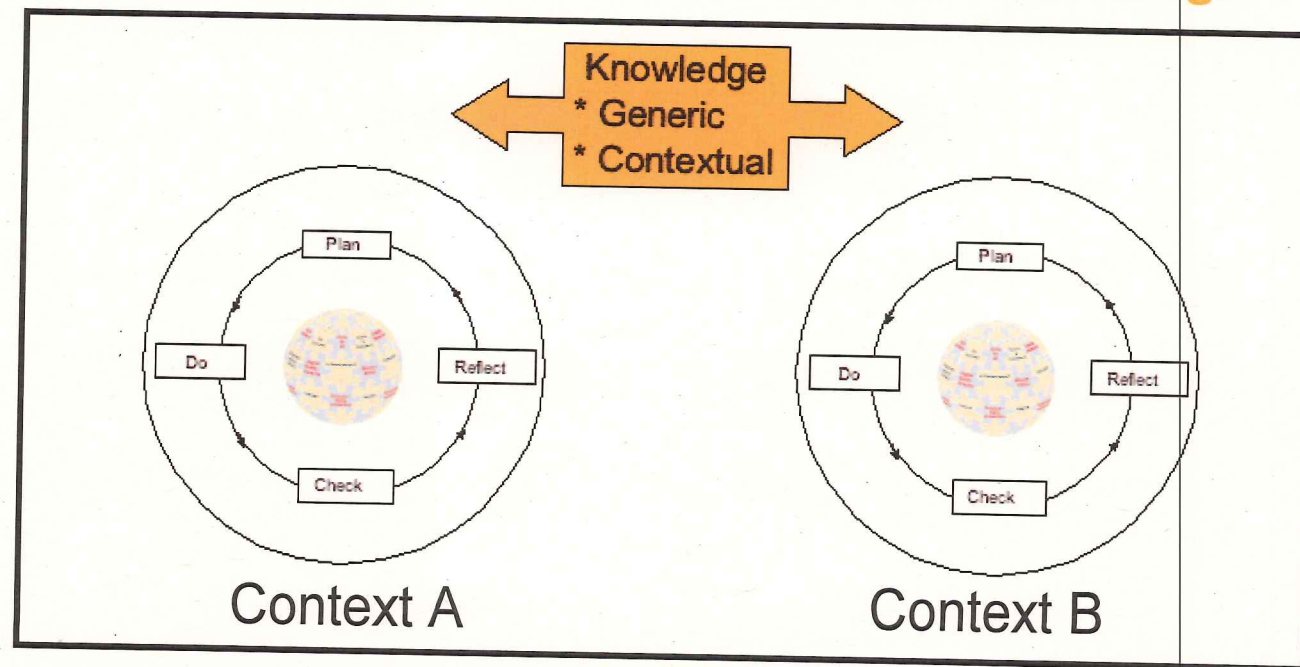 Knowledge
* Generic
* Contextual
Plan
Do
Reflect
Check
Context A
Plan
Do
Reflect
Check
Context B